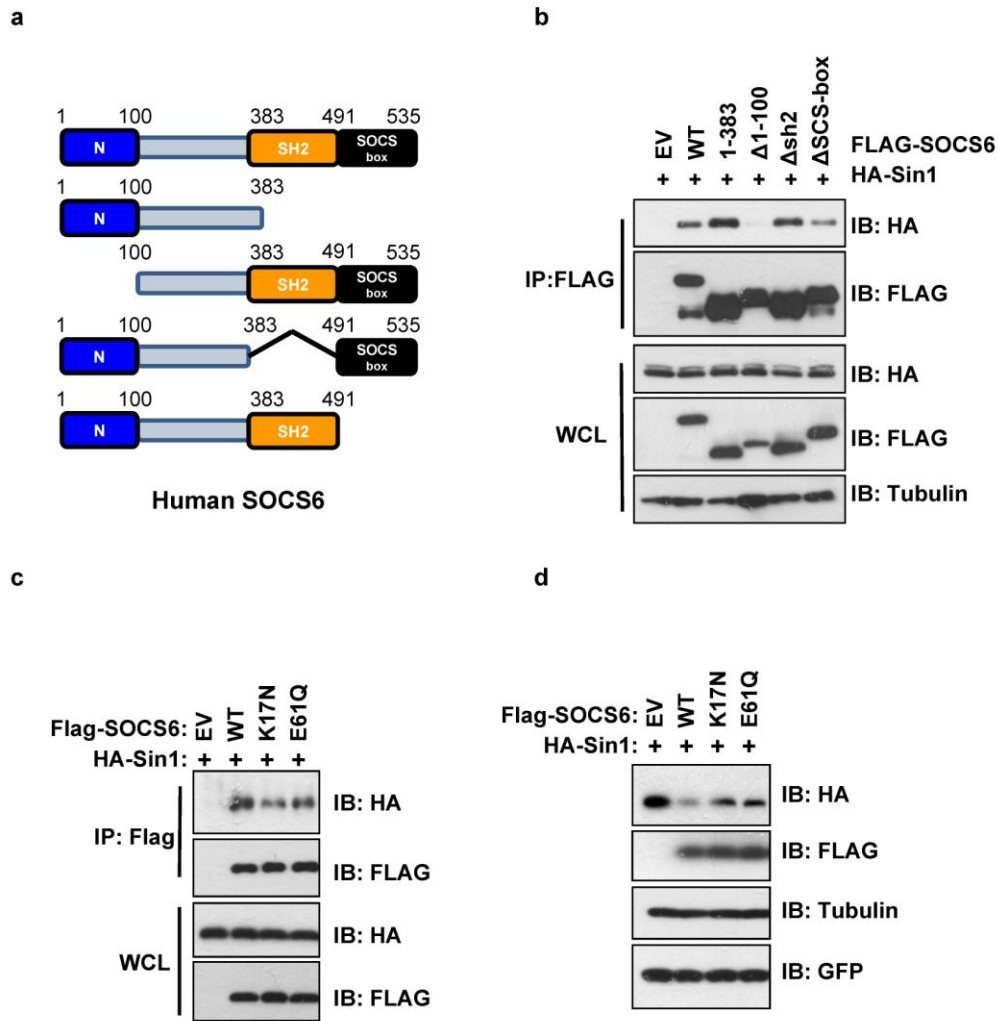 a
1 100 383 491 535
N SH2 SOCS box
1 100 383
N
100 383 491 535
SH2 SOCS box
1 100 383 491 535
N SOCS box
1 100 383 491
N SH2
Human SOCS6
b
EV WT 1-383 Δ1-100 Δsh2 ΔSCS-box FLAG-SOCS6
+ + + + + + HA-Sin1
IP:FLAG
IB: HA
IB: FLAG
WCL
IB: HA
IB: FLAG
IB: Tubulin
c
Flag-SOCS6: EV WT K17N E61Q
HA-Sin1: + + + +
IP: Flag
IB: HA
IB: FLAG
WCL
IB: HA
IB: FLAG
d
Flag-SOCS6: EV WT K17N E61Q
HA-Sin1: + + + +
IB: HA
IB: FLAG
IB: Tubulin
IB: GFP